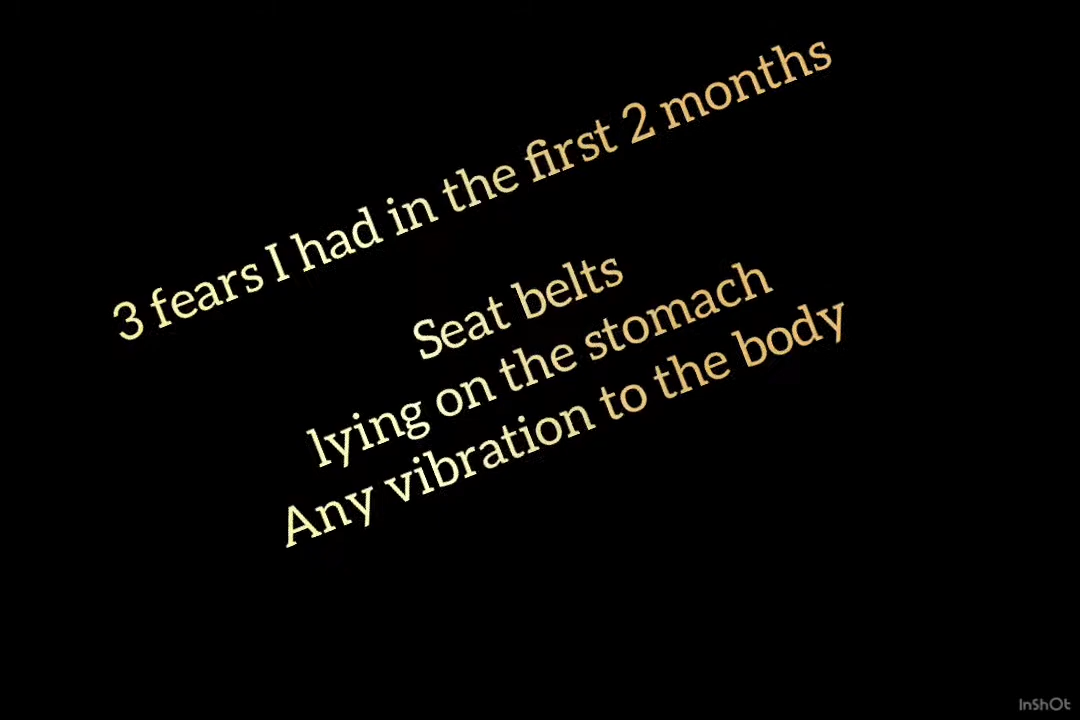 3 fears I had in the first 2 months
Seat belts
lying on the stomach
Any vibration to the body
InShOt